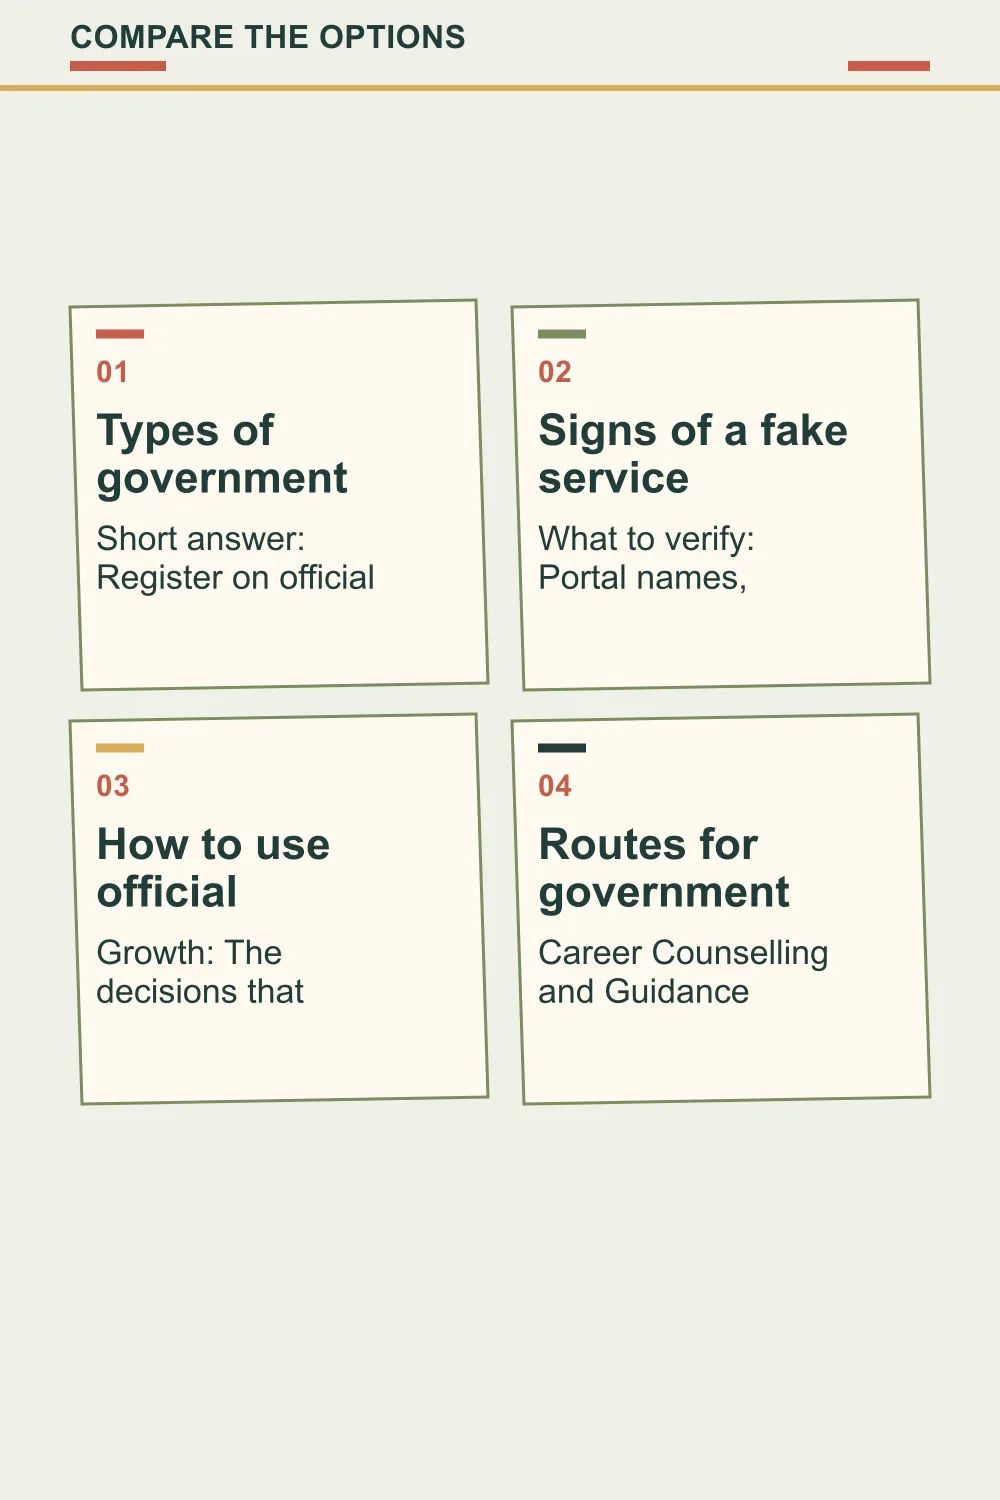 COMPARE THE OPTIONS
01
Types of
government
Short answer:
Register on official
02
Signs of a fake
service
What to verify:
Portal names,
03
How to use
official
Growth: The
decisions that
04
Routes for
government
Career Counselling
and Guidance